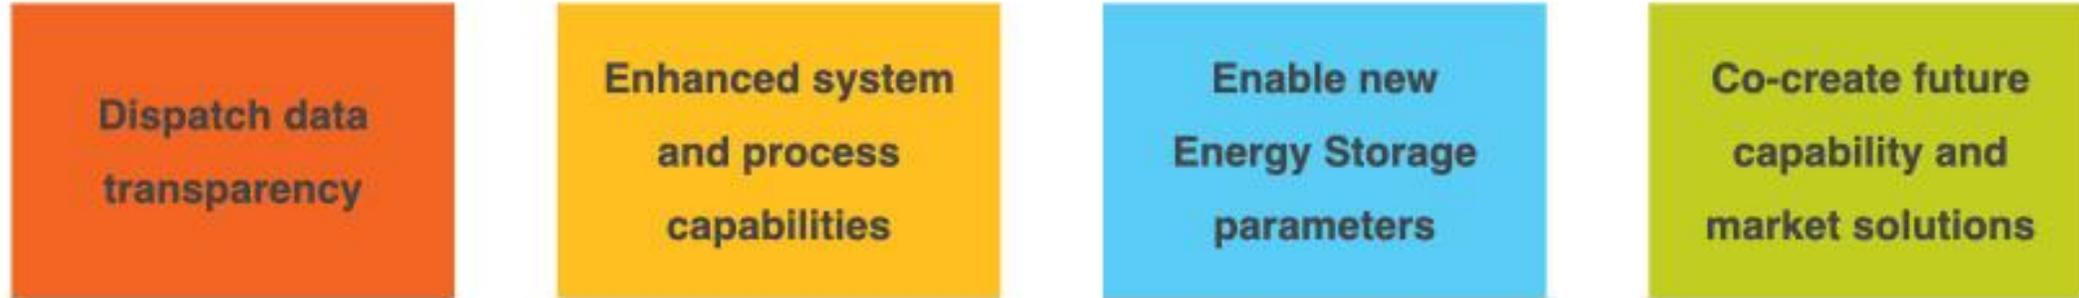 Dispatch data
transparency
Enhanced system
and process
capabilities
Enable new
Energy Storage
parameters
Co-create future
capability and
market solutions